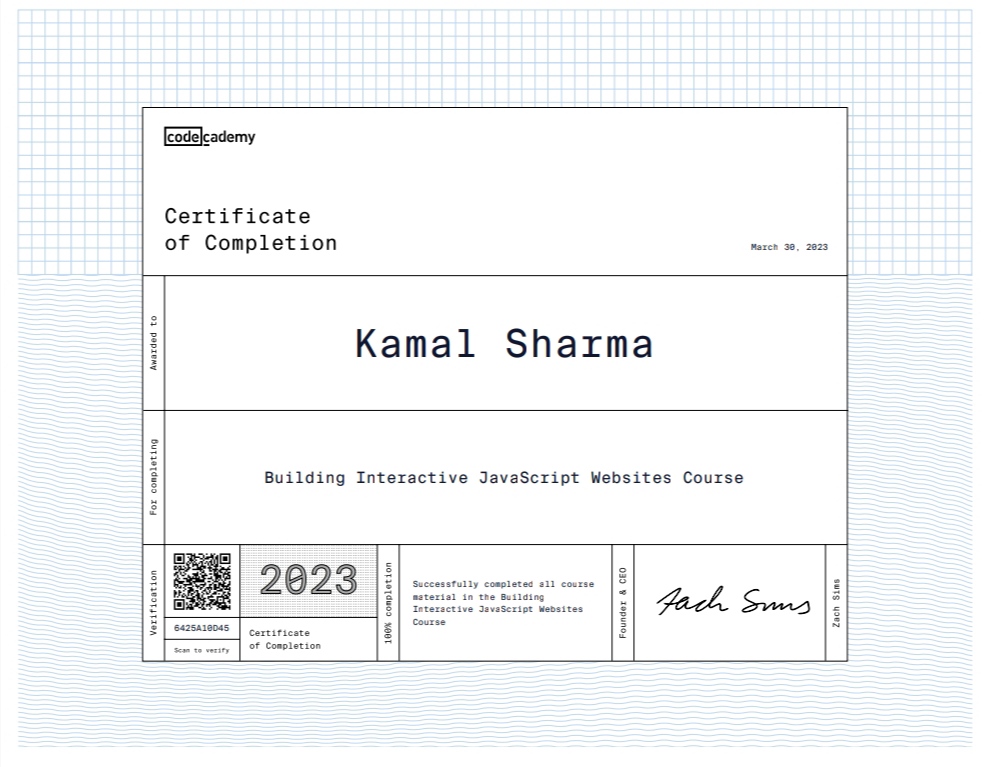 codecademy
Certificate
of Completion
March 30, 2023
Awarded to
Kamal Sharma
For completing
Building Interactive JavaScript Websites Course
Verification
6425A10D45
Scan to verify
2023
Certificate
of Completion
100% completion
Successfully completed all course
material in the Building
Interactive JavaScript Websites
Course
Founder & CEO
Zach Sims
Zach Sims